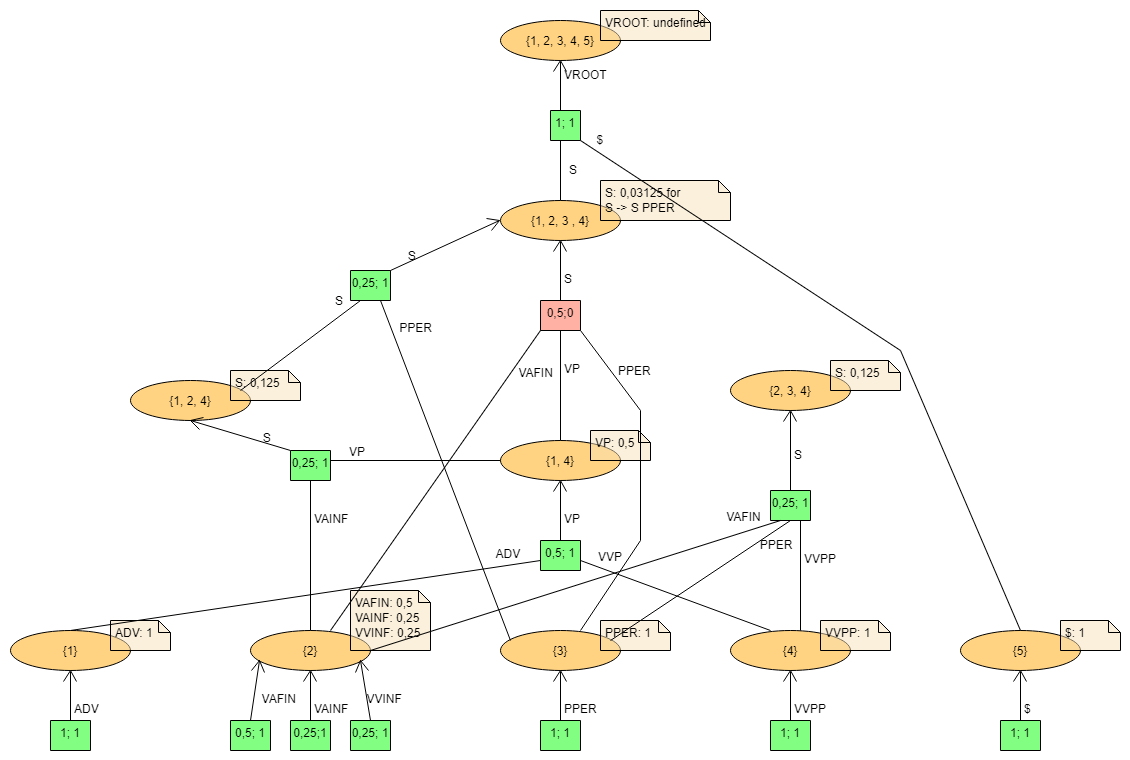 VROOT: undefined
{1, 2, 3, 4, 5}
VROOT
1; 1
$
S
S: 0,03125 for
S -> S PPER
{1, 2, 3 , 4}
S
S
0,25; 1
S
PPER
0,5;0
VAFIN
VP
PPER
S: 0,125
{1, 2, 4}
S: 0,125
{2, 3, 4}
S
VP
0,25; 1
VP: 0,5
{1, 4}
S
VAINF
VP
0,25; 1
VAFIN
ADV
0,5; 1
VVP
PPER
VVPP
VAFIN: 0,5
VAINF: 0,25
VVINF: 0,25
ADV: 1
{1}
{2}
PPER: 1
{3}
VVPP: 1
{4}
$: 1
{5}
ADV
VAFIN
VAINF
VVINF
PPER
VVPP
$
1; 1
0,5; 1
0,25;1
0,25; 1
1; 1
1; 1
1; 1